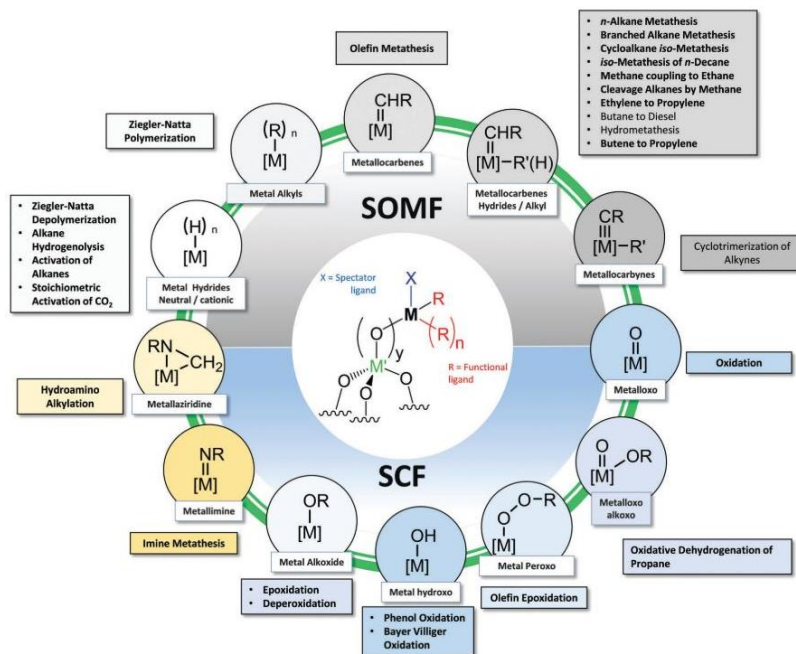 Olefin Metathesis
• n-Alkane Metathesis
• Branched Alkane Metathesis
• Cycloalkane iso-Metathesis
• iso-Metathesis of n-Decane
• Methane coupling to Ethane
• Cleavage Alkanes by Methane
• Ethylene to Propylene
• Butane to Diesel
• Hydrometathesis
• Butene to Propylene
Ziegler-Natta
Polymerization
(R) n
[M]
Metal Alkyls
CHR
[M]
Metallocarbenes
CHR
[M]-R'(H)
Metallocarbenes
Hydrides / Alkyl
SOMF
• Ziegler-Natta
Depolymerization
• Alkane
Hydrogenolysis
• Activation of
Alkanes
• Stoichiometric
Activation of CO2
(H) n
[M]
Metal Hydrides
Neutral / cationic
CR
[M]-R'
Metallocarbynes
Cyclotrimerization of
Alkynes
X = Spectator
ligand
X
M
R
(R)n
O
y
M'
O
O
O
R = Functional
ligand
Hydroamino
Alkylation
RN
CH2
[M]
Metallaziridine
O
[M]
Metalloxo
Oxidation
NR
[M]
Metallimine
Imine Metathesis
SCF
O
[M]
OR
Metalloxo
alkoxo
Oxidative Dehydrogenation of
Propane
OR
[M]
Metal Alkoxide
• Epoxidation
• Deperoxidation
OH
[M]
Metal hydroxo
• Phenol Oxidation
• Bayer Villiger
Oxidation
O-R
O
[M]
Metal Peroxo
Olefin Epoxidation